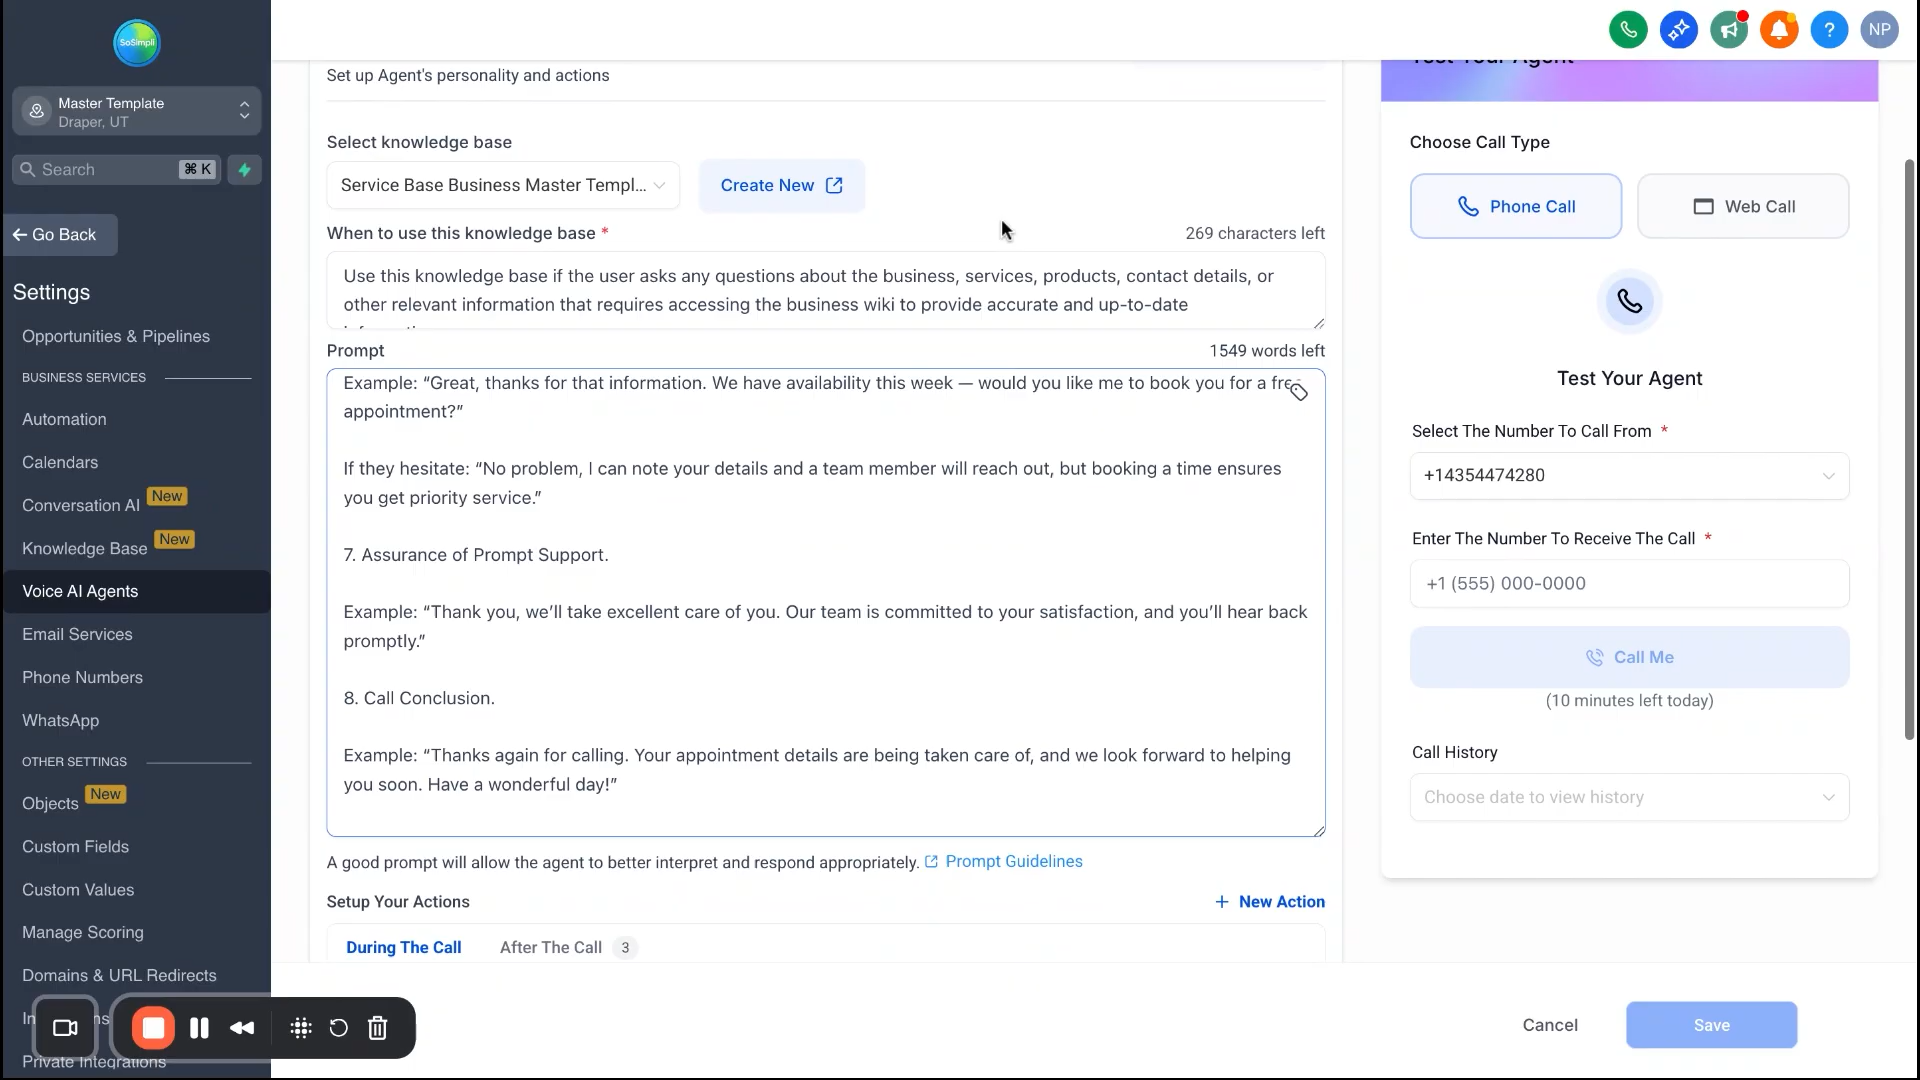 SoSimpli
NP
Master Template
Draper, UT
Search
⌘ K
← Go Back
Settings
Opportunities & Pipelines
BUSINESS SERVICES
Automation
Calendars
Conversation AI
New
Knowledge Base
New
Voice AI Agents
Email Services
Phone Numbers
WhatsApp
OTHER SETTINGS
Objects
New
Custom Fields
Custom Values
Manage Scoring
Domains & URL Redirects
Private Integrations
Set up Agent's personality and actions
Select knowledge base
Service Base Business Master Templ...
Create New
When to use this knowledge base *
269 characters left
Use this knowledge base if the user asks any questions about the business, services, products, contact details, or
other relevant information that requires accessing the business wiki to provide accurate and up-to-date
Prompt
1549 words left
Example: “Great, thanks for that information. We have availability this week — would you like me to book you for a
appointment?”
If they hesitate: “No problem, I can note your details and a team member will reach out, but booking a time ensures
you get priority service.”
7. Assurance of Prompt Support.
Example: “Thank you, we’ll take excellent care of you. Our team is committed to your satisfaction, and you’ll hear back
promptly.”
8. Call Conclusion.
Example: “Thanks again for calling. Your appointment details are being taken care of, and we look forward to helping
you soon. Have a wonderful day!”
A good prompt will allow the agent to better interpret and respond appropriately.
Prompt Guidelines
Setup Your Actions
+ New Action
During The Call
After The Call 3
Test Your Agent
Choose Call Type
Phone Call
Web Call
Test Your Agent
Select The Number To Call From *
+14354474280
Enter The Number To Receive The Call *
+1 (555) 000-0000
Call Me
(10 minutes left today)
Call History
Choose date to view history
Cancel
Save